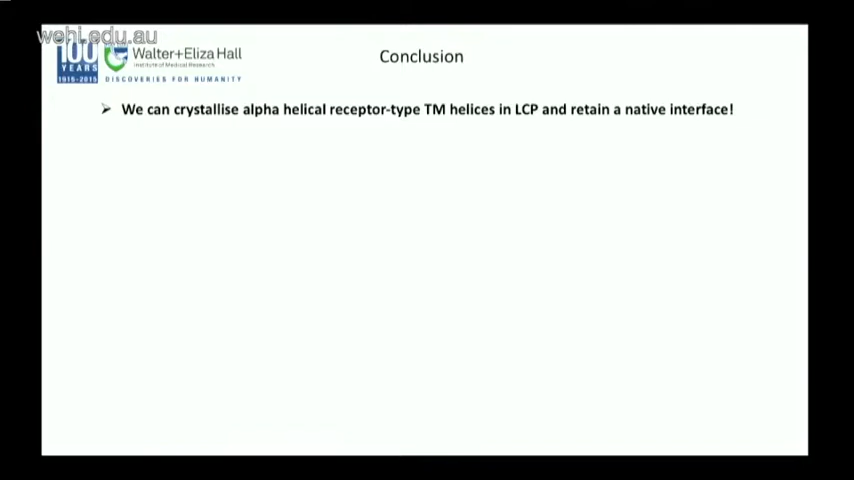 wehi.edu.au
100
YEARS
1915-2015
Walter+Eliza Hall
Institute of Medical Research
DISCOVERIES FOR HUMANITY
Conclusion
➢ We can crystallise alpha helical receptor-type TM helices in LCP and retain a native interface!